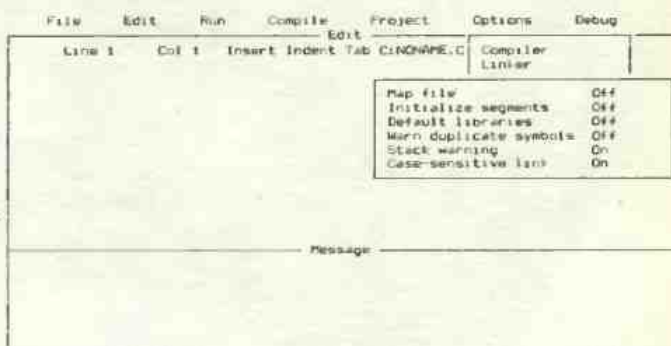 File Edit Run Compile Project Options Debug
Edit
Line 1 Col 1 Insert Indent Tab C:NONAME.C
Compiler
Linker
Map file Off
Initialize segments Off
Default libraries Off
Warn duplicate symbols Off
Stack warning On
Case-sensitive link On
Message